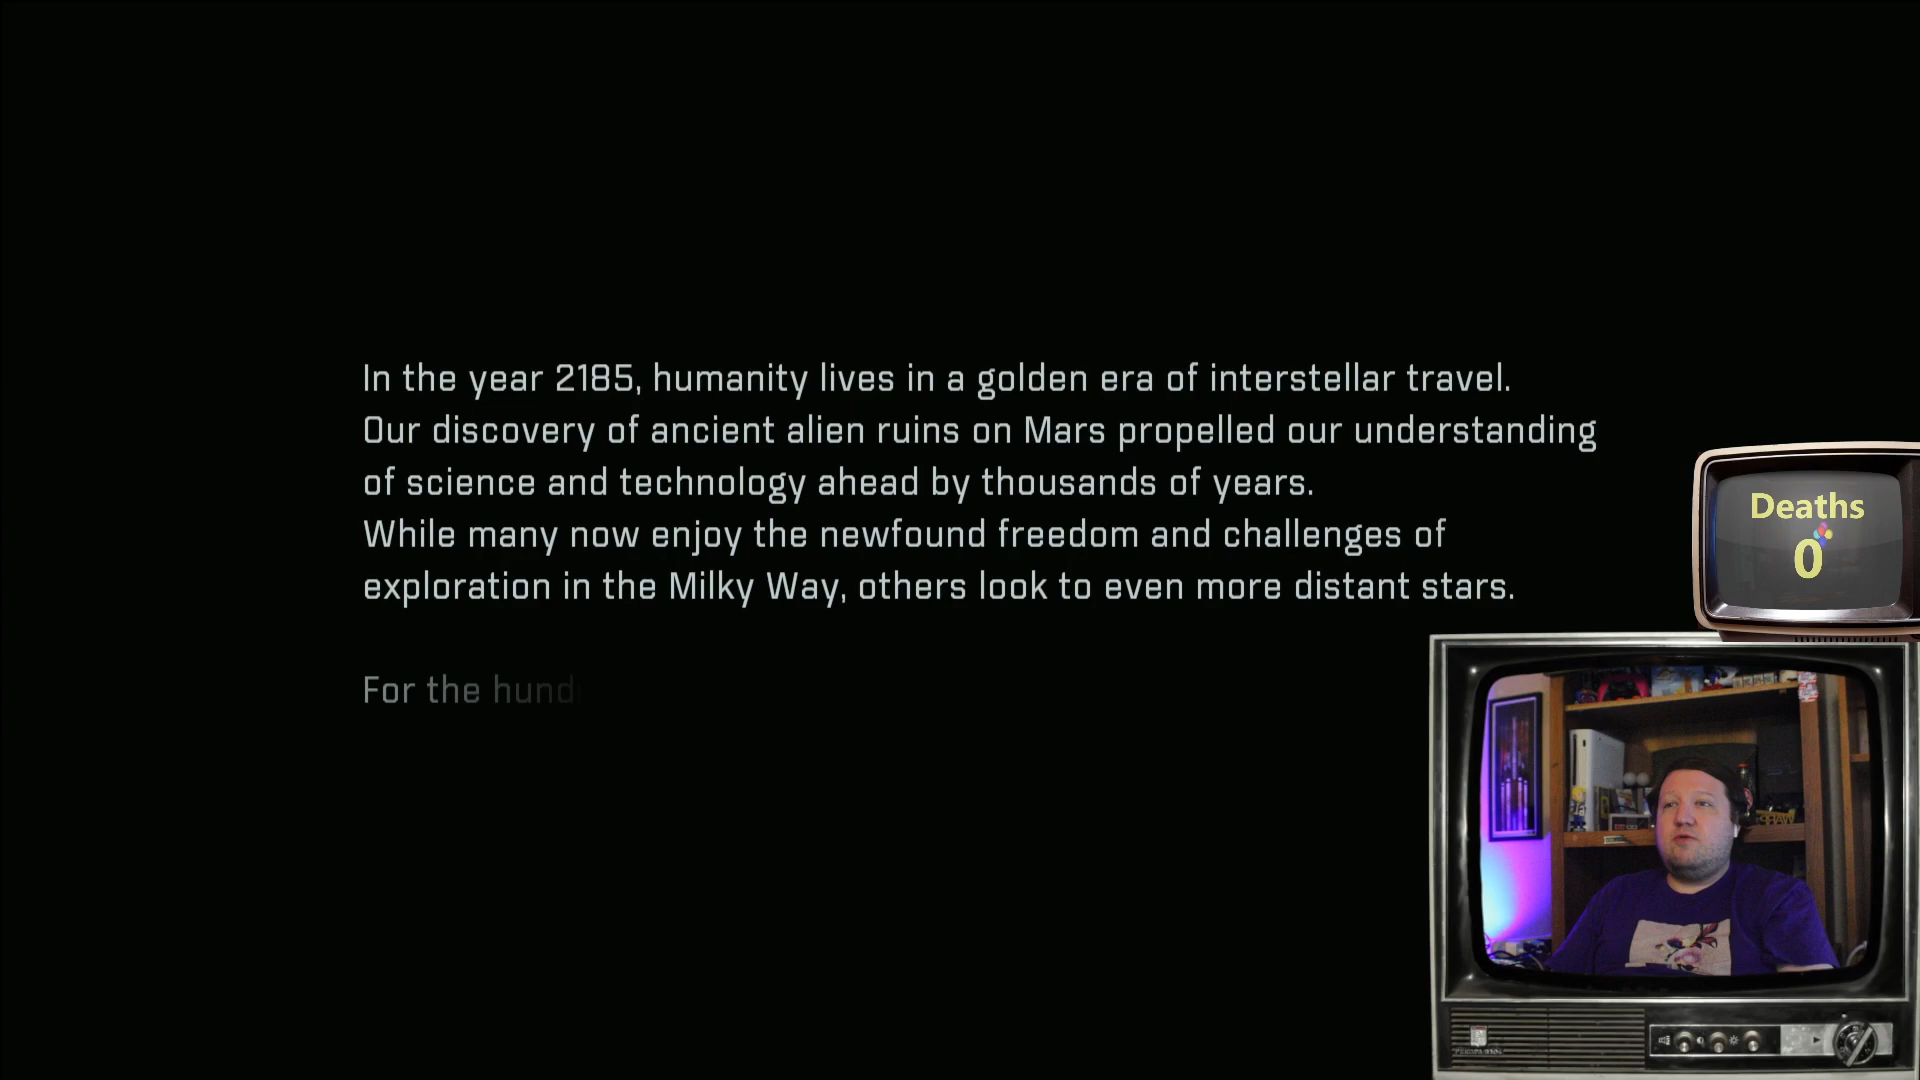 In the year 2185, humanity lives in a golden era of interstellar travel.
Our discovery of ancient alien ruins on Mars propelled our understanding
of science and technology ahead by thousands of years.
While many now enjoy the newfound freedom and challenges of
exploration in the Milky Way, others look to even more distant stars.
For the hund
Deaths
0